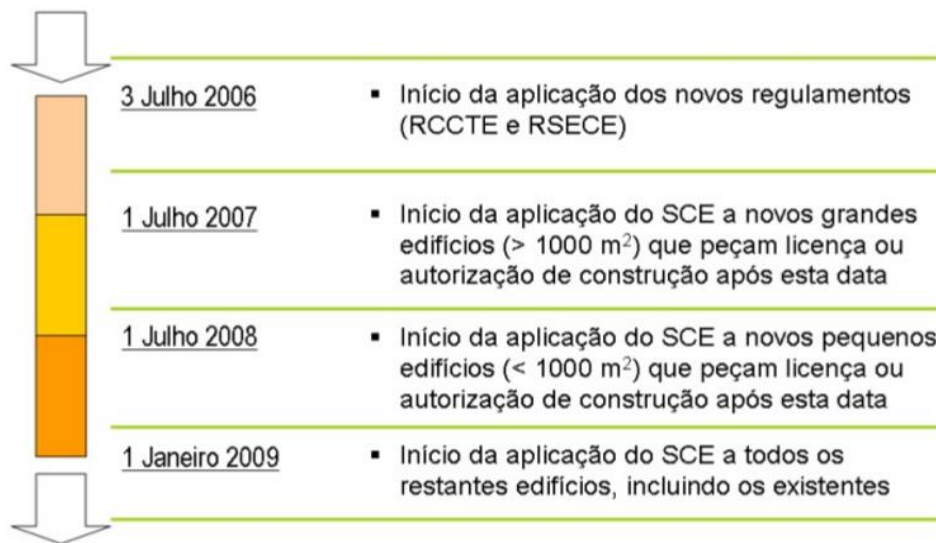 3 Julho 2006
▪ Início da aplicação dos novos regulamentos
(RCCTE e RSECE)
1 Julho 2007
▪ Início da aplicação do SCE a novos grandes
edifícios (> 1000 m²) que peçam licença ou
autorização de construção após esta data
1 Julho 2008
▪ Início da aplicação do SCE a novos pequenos
edifícios (< 1000 m²) que peçam licença ou
autorização de construção após esta data
1 Janeiro 2009
▪ Início da aplicação do SCE a todos os
restantes edifícios, incluindo os existentes